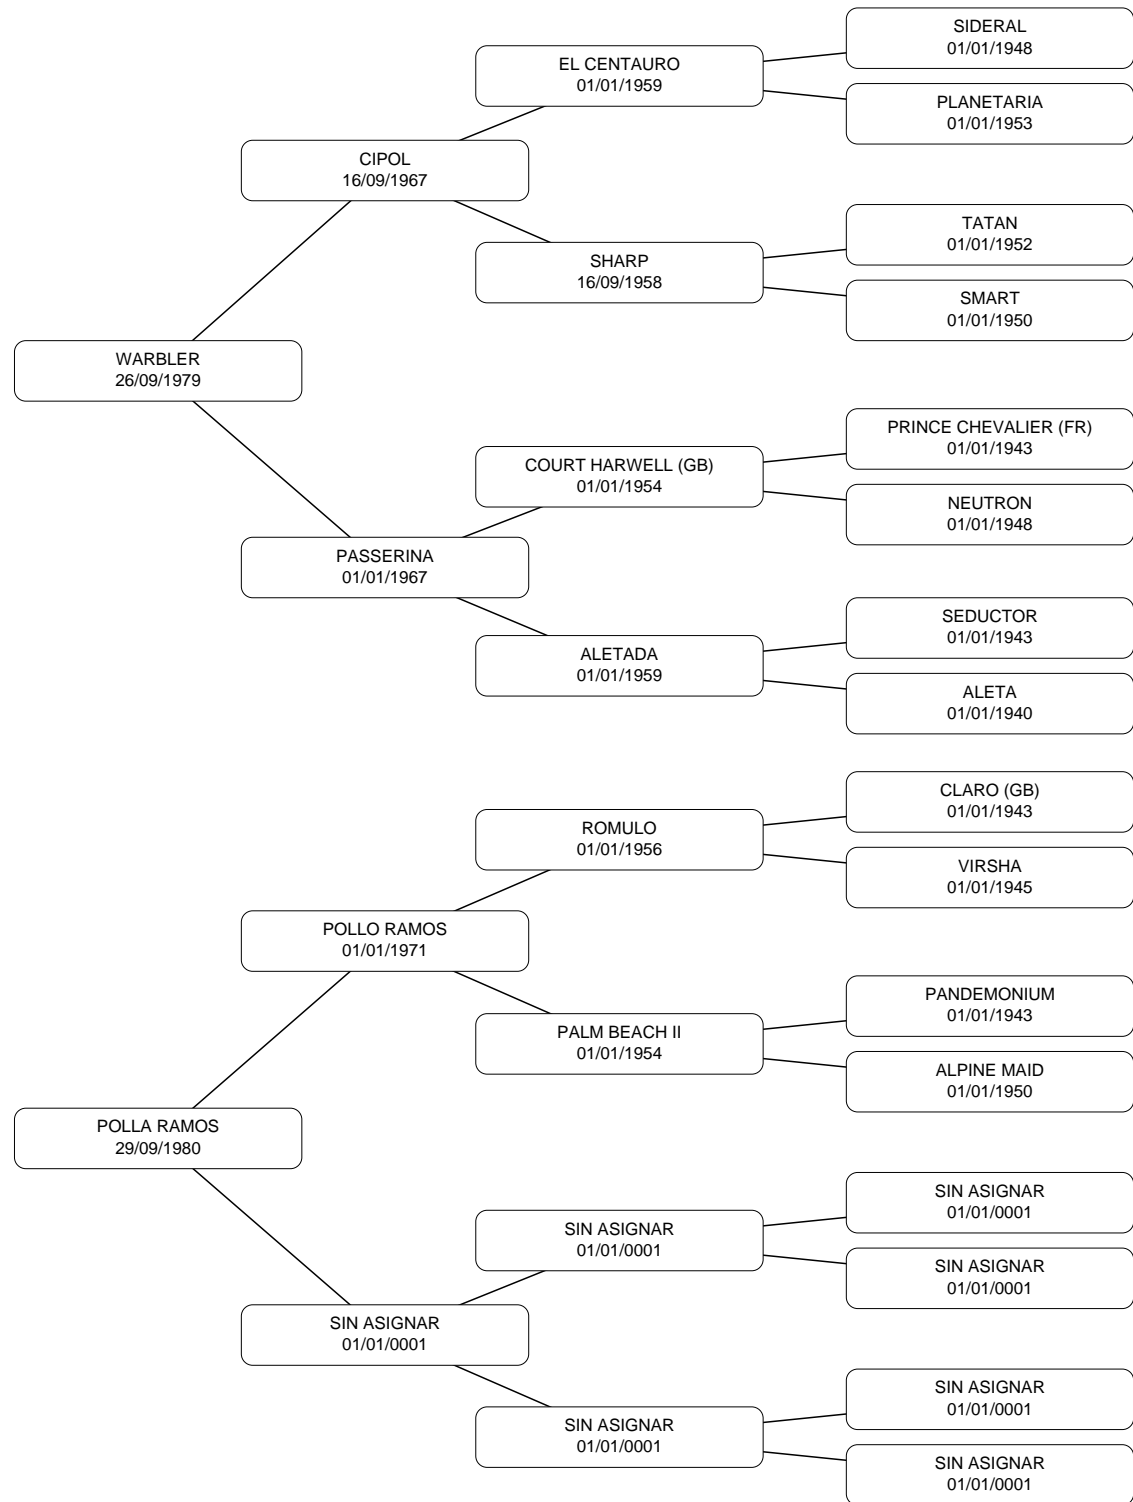 SIDERAL
01/01/1948
EL CENTAURO
01/01/1959
PLANETARIA
01/01/1953
CIPOL
16/09/1967
TATAN
01/01/1952
SHARP
16/09/1958
SMART
01/01/1950
WARBLER
26/09/1979
PRINCE CHEVALIER (FR)
01/01/1943
COURT HARWELL (GB)
01/01/1954
NEUTRON
01/01/1948
PASSERINA
01/01/1967
SEDUCTOR
01/01/1943
ALETADA
01/01/1959
ALETA
01/01/1940
CLARO (GB)
01/01/1943
ROMULO
01/01/1956
VIRSHA
01/01/1945
POLLO RAMOS
01/01/1971
PANDEMONIUM
01/01/1943
PALM BEACH II
01/01/1954
ALPINE MAID
01/01/1950
POLLA RAMOS
29/09/1980
SIN ASIGNAR
01/01/0001
SIN ASIGNAR
01/01/0001
SIN ASIGNAR
01/01/0001
SIN ASIGNAR
01/01/0001
SIN ASIGNAR
01/01/0001
SIN ASIGNAR
01/01/0001
SIN ASIGNAR
01/01/0001